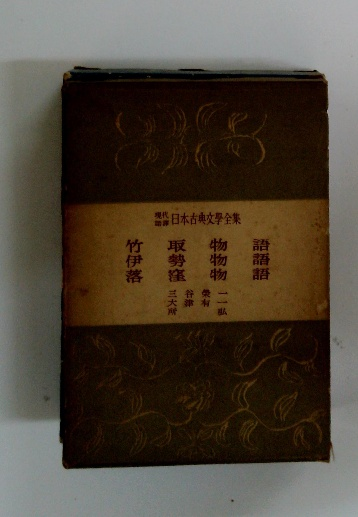 現代語譯 日本古典文學全集
竹取物語
伊勢物語
落窪物語
三谷榮一
大津有一
所弘